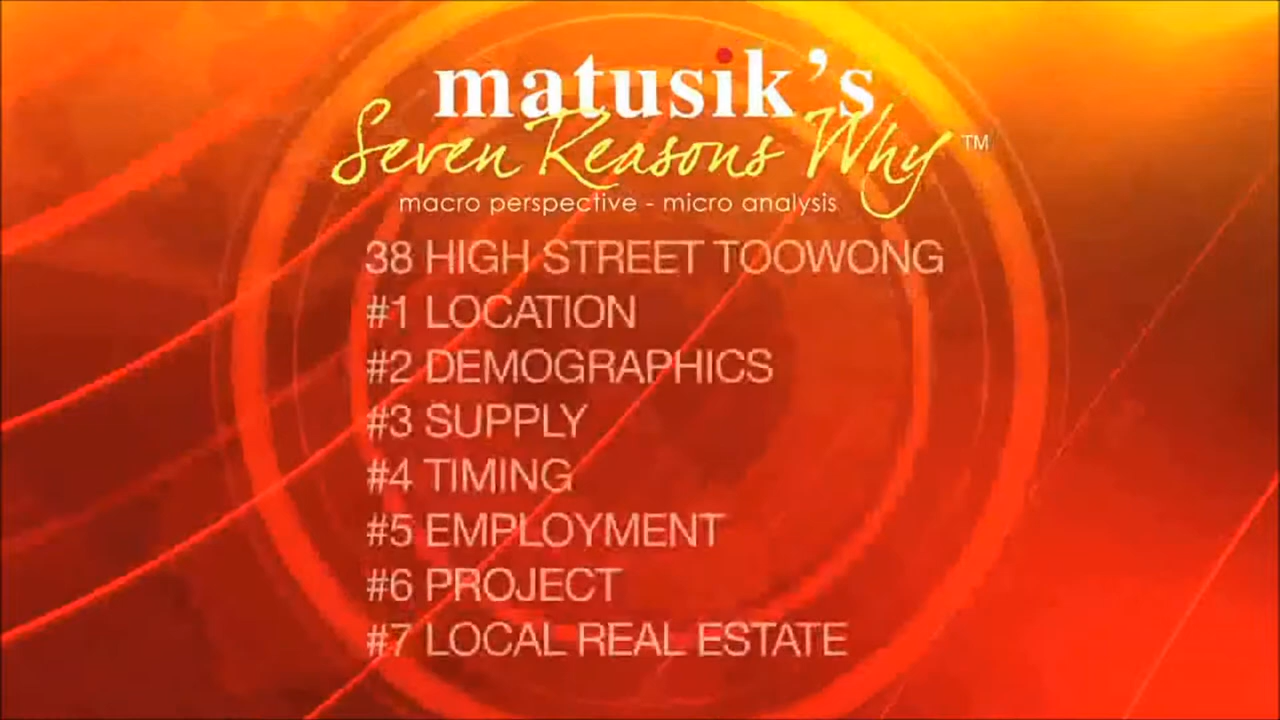 matusik's
Seven Reasons Why™
macro perspective - micro analysis
38 HIGH STREET TOOWONG
#1 LOCATION
#2 DEMOGRAPHICS
#3 SUPPLY
#4 TIMING
#5 EMPLOYMENT
#6 PROJECT
#7 LOCAL REAL ESTATE